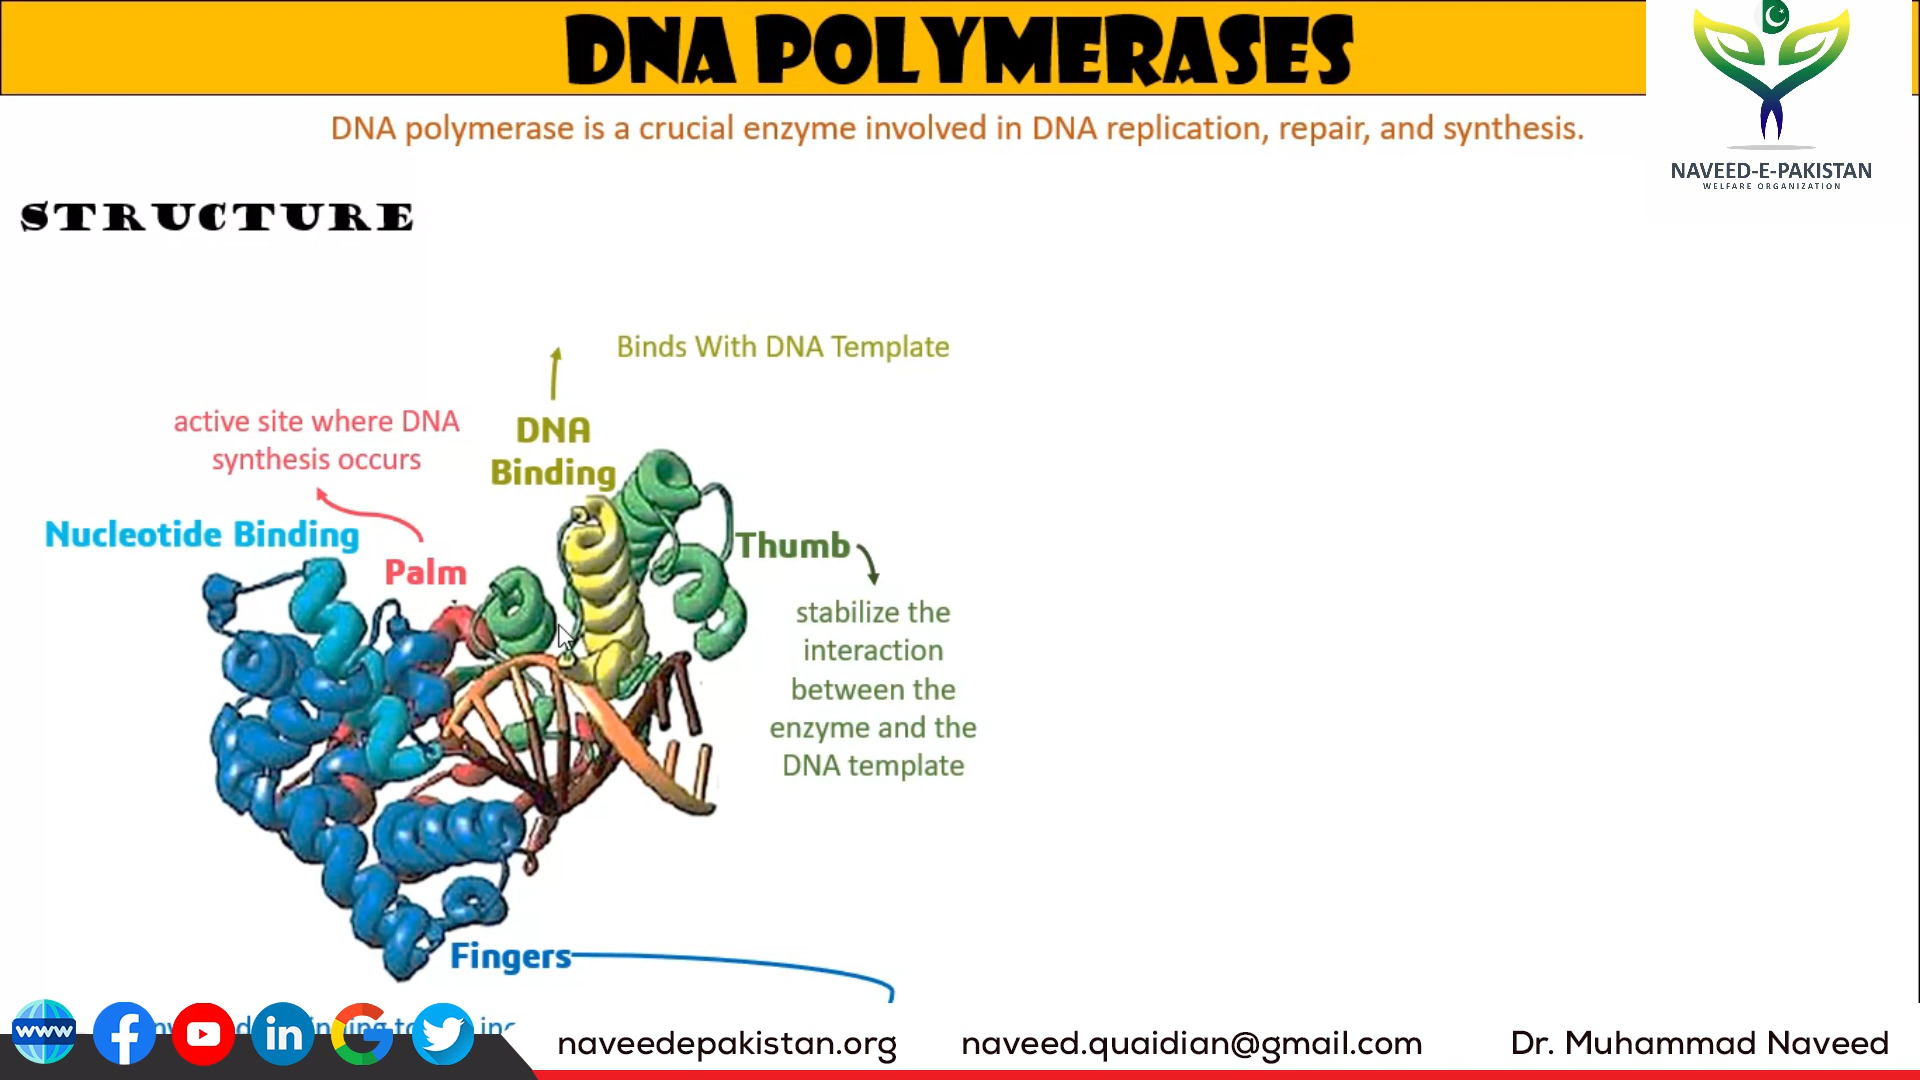 DNA POLYMERASES
DNA polymerase is a crucial enzyme involved in DNA replication, repair, and synthesis.
NAVEED-E-PAKISTAN
WELFARE ORGANIZATION
STRUCTURE
Binds With DNA Template
active site where DNA
synthesis occurs
DNA
Binding
Nucleotide Binding
Palm
Thumb
stabilize the
interaction
between the
enzyme and the
DNA template
Fingers
www
in
naveedepakistan.org
naveed.quaidian@gmail.com
Dr. Muhammad Naveed